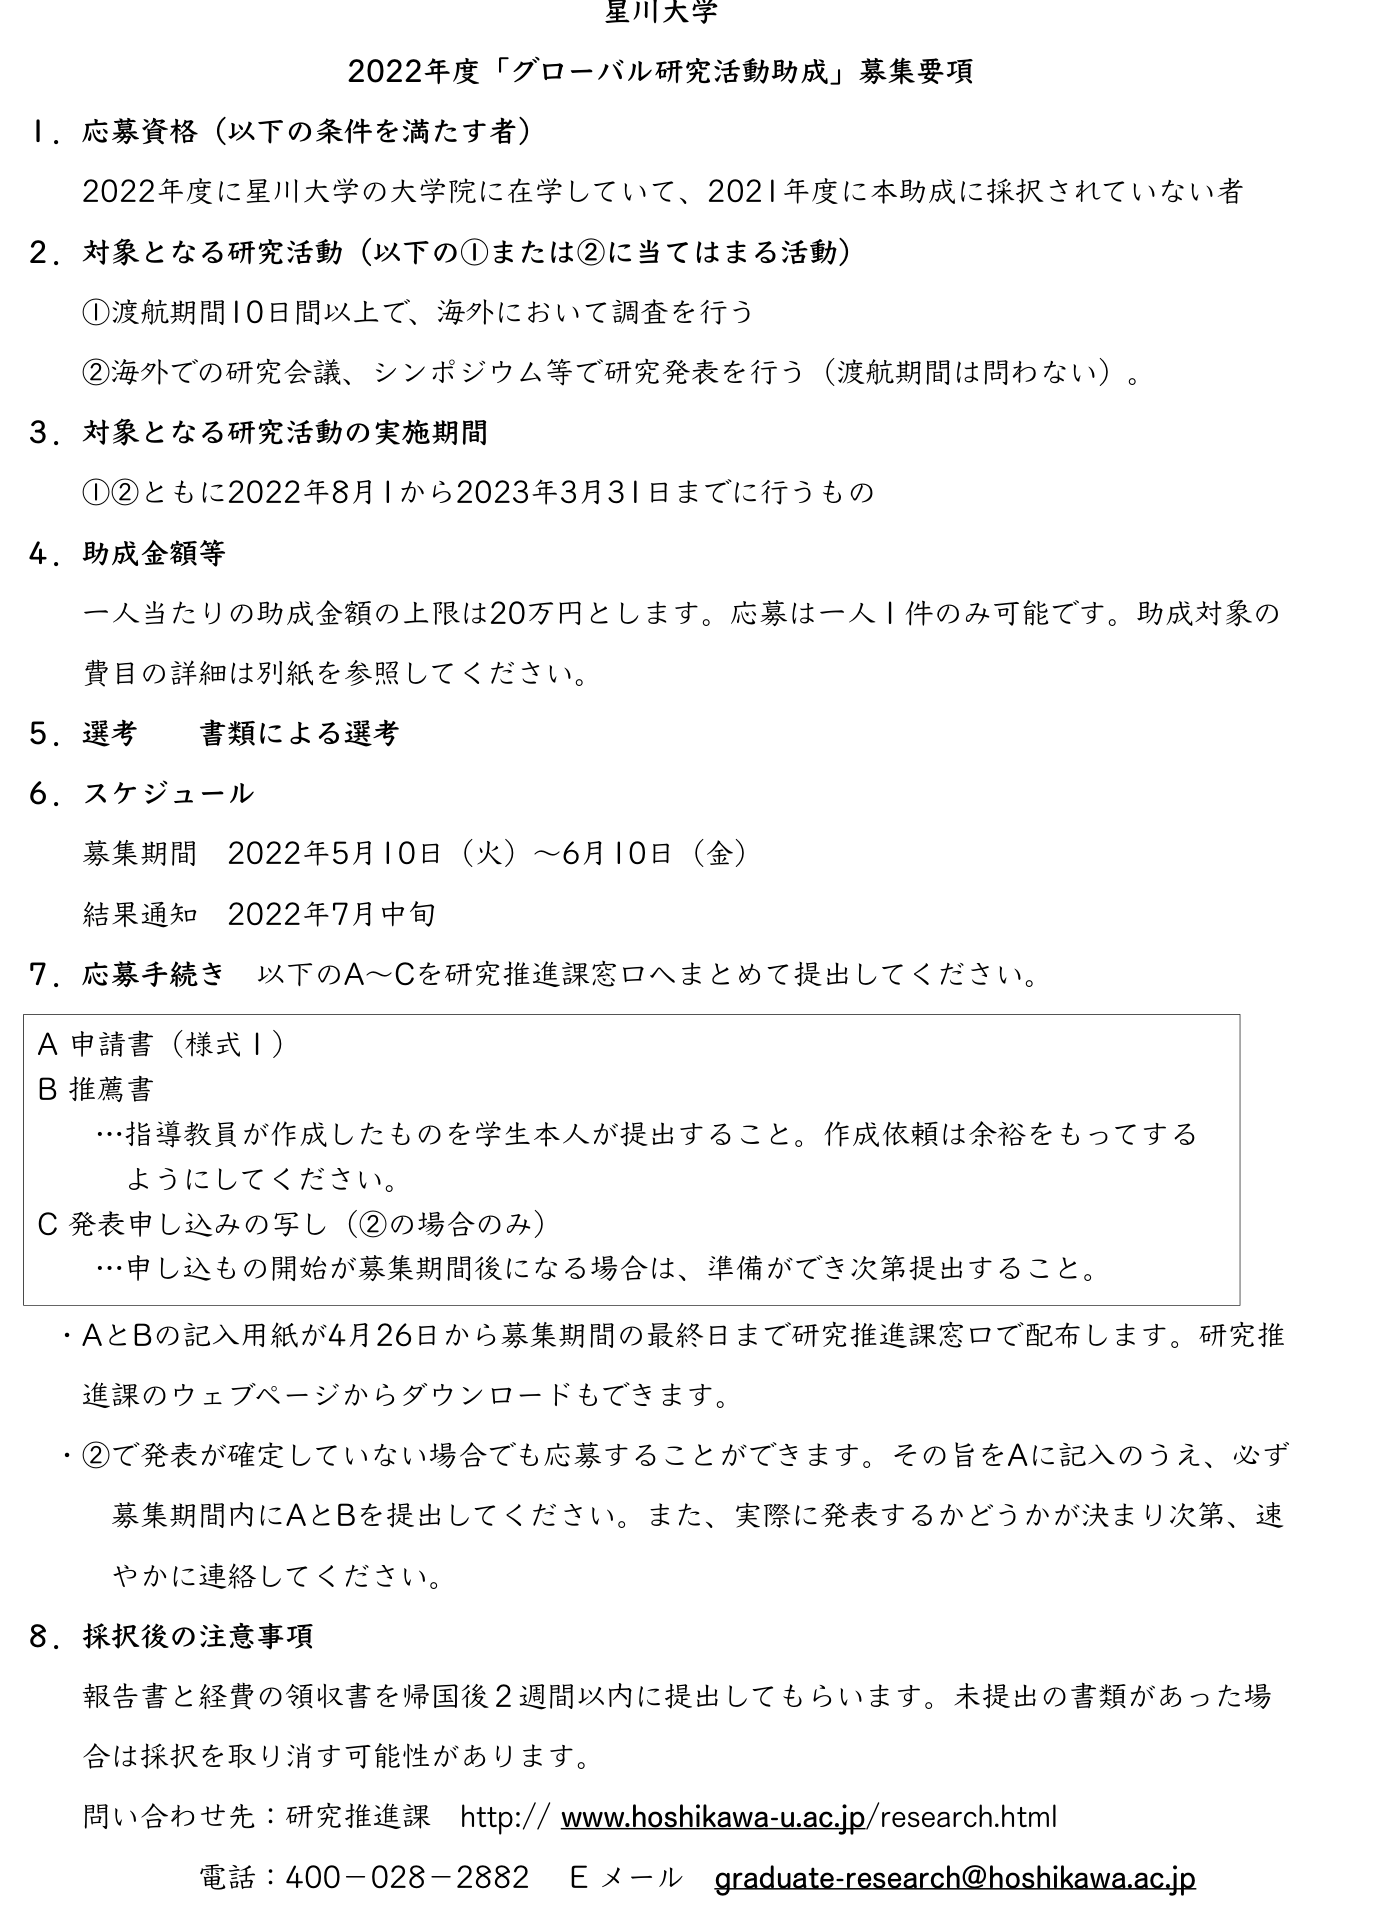 星川大学
2022年度「グローバル研究活動助成」募集要項
1．応募資格（以下の条件を満たす者）
2022年度に星川大学の大学院に在学していて、2021年度に本助成に採択されていない者
2．対象となる研究活動（以下の①または②に当てはまる活動）
①渡航期間10日間以上で、海外において調査を行う
②海外での研究会議、シンポジウム等で研究発表を行う（渡航期間は問わない）。
3．対象となる研究活動の実施期間
①②ともに2022年8月1から2023年3月31日までに行うもの
4．助成金額等
一人当たりの助成金額の上限は20万円とします。応募は一人１件のみ可能です。助成対象の
費目の詳細は別紙を参照してください。
5．選考　　書類による選考
6．スケジュール
募集期間　2022年5月10日（火）～6月10日（金）
結果通知　2022年7月中旬
7．応募手続き　以下のA～Cを研究推進課窓口へまとめて提出してください。
A 申請書（様式１）
B 推薦書
…指導教員が作成したものを学生本人が提出すること。作成依頼は余裕をもってする
ようにしてください。
C 発表申し込みの写し（②の場合のみ）
…申し込もの開始が募集期間後になる場合は、準備ができ次第提出すること。
・AとBの記入用紙が4月26日から募集期間の最終日まで研究推進課窓口で配布します。研究推
進課のウェブページからダウンロードもできます。
・②で発表が確定していない場合でも応募することができます。その旨をAに記入のうえ、必ず
募集期間内にAとBを提出してください。また、実際に発表するかどうかが決まり次第、速
やかに連絡してください。
8．採択後の注意事項
報告書と経費の領収書を帰国後２週間以内に提出してもらいます。未提出の書類があった場
合は採択を取り消す可能性があります。
問い合わせ先：研究推進課　http:// www.hoshikawa-u.ac.jp/research.html
電話：400－028－2882　E メール　graduate-research@hoshikawa.ac.jp